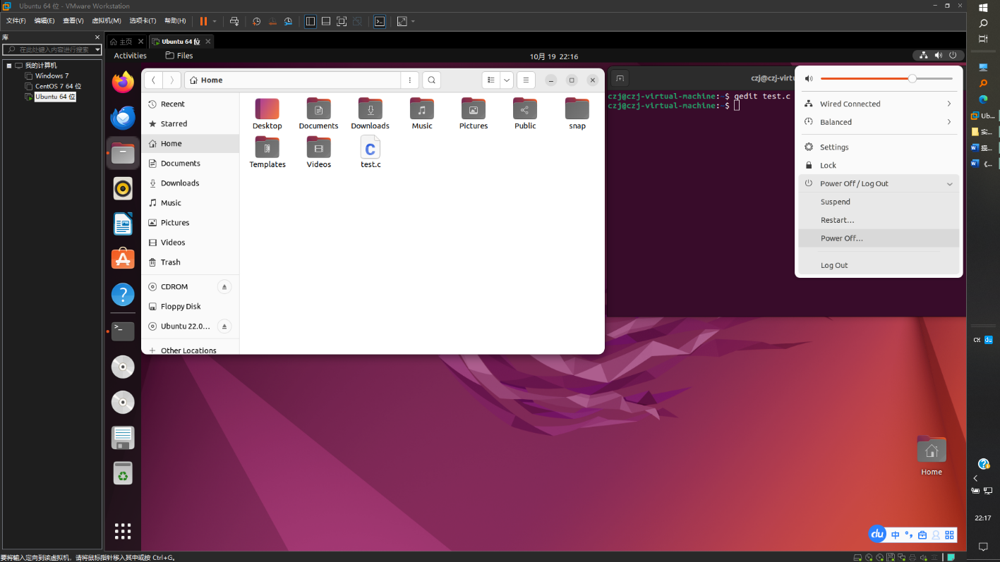 Ubuntu 64 位 - VMware Workstation
文件(F) 编辑(E) 查看(V) 虚拟机(M) 选项卡(T) 帮助(H)
库
在此处键入内容进行搜索
我的计算机
Windows 7
CentOS 7 64 位
Ubuntu 64 位
主页
Ubuntu 64 位
Activities
Files
10月 19 22:16
Home
Recent
Starred
Home
Documents
Downloads
Music
Pictures
Videos
Trash
CDROM
Floppy Disk
Ubuntu 22.0…
Other Locations
Desktop
Documents
Downloads
Music
Pictures
Public
snap
Templates
Videos
test.c
czj@czj-virtu
czj@czj-virtual-machine:~$ gedit test.c
czj@czj-virtual-machine:~$
Wired Connected
Balanced
Settings
Lock
Power Off / Log Out
Suspend
Restart…
Power Off…
Log Out
Home
du 中
Ub...
实...
《...
CH du
22:17
要将输入定向到该虚拟机，请将鼠标指针移入其中或按 Ctrl+G。